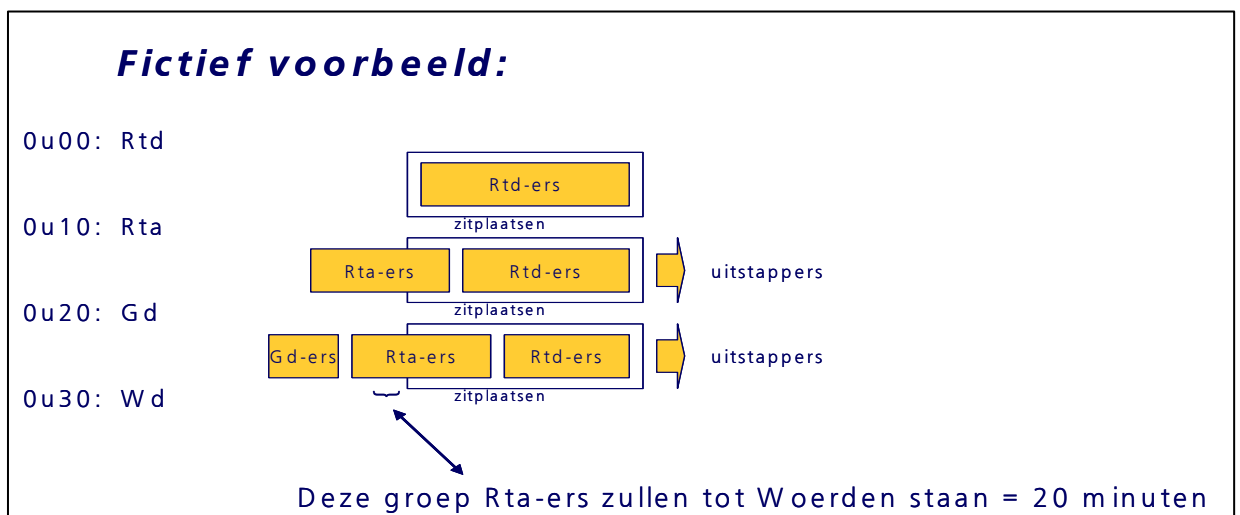 Fictief voorbeeld:
0u00: Rtd
Rtd-ers
zitplaatsen
0u10: Rta
Rta-ers
Rtd-ers
uitstappers
zitplaatsen
0u20: Gd
Gd-ers
Rta-ers
Rtd-ers
uitstappers
zitplaatsen
0u30: Wd
Deze groep Rta-ers zullen tot Woerden staan = 20 minuten